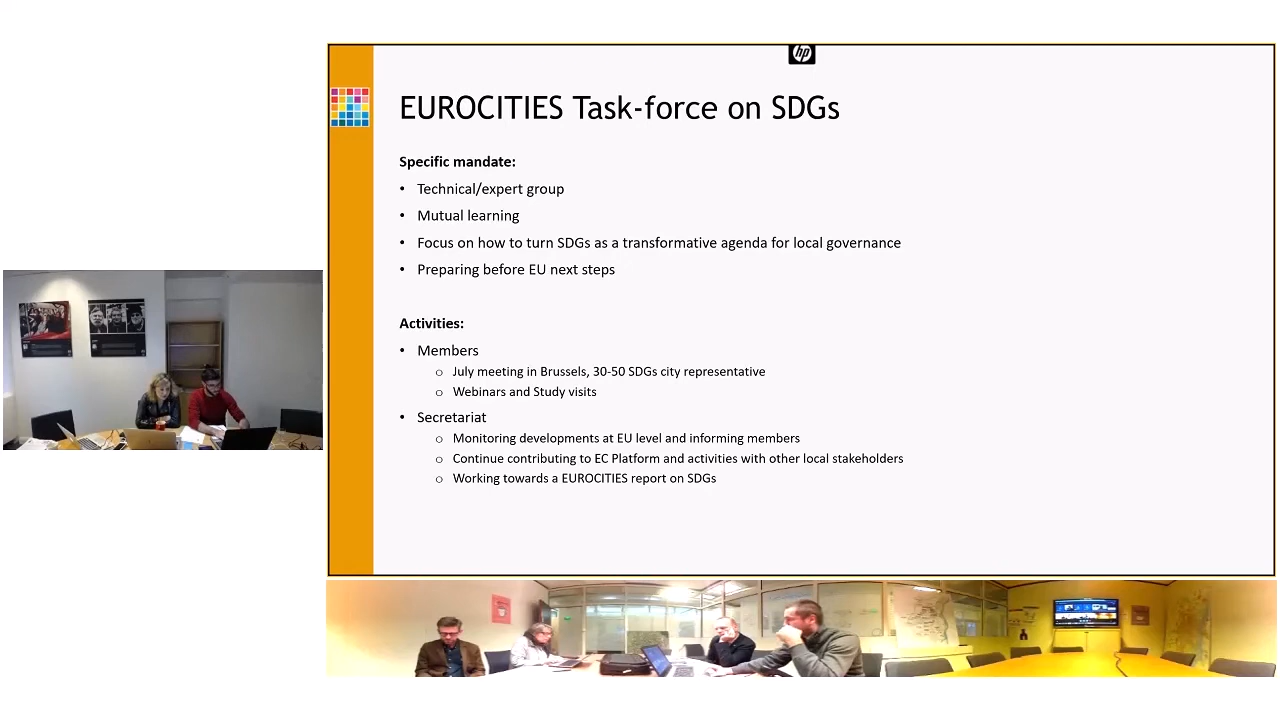 hp
EUROCITIES Task-force on SDGs
Specific mandate:
• Technical/expert group
• Mutual learning
• Focus on how to turn SDGs as a transformative agenda for local governance
• Preparing before EU next steps
Activities:
• Members
o July meeting in Brussels, 30-50 SDGs city representative
o Webinars and Study visits
• Secretariat
o Monitoring developments at EU level and informing members
o Continue contributing to EC Platform and activities with other local stakeholders
o Working towards a EUROCITIES report on SDGs